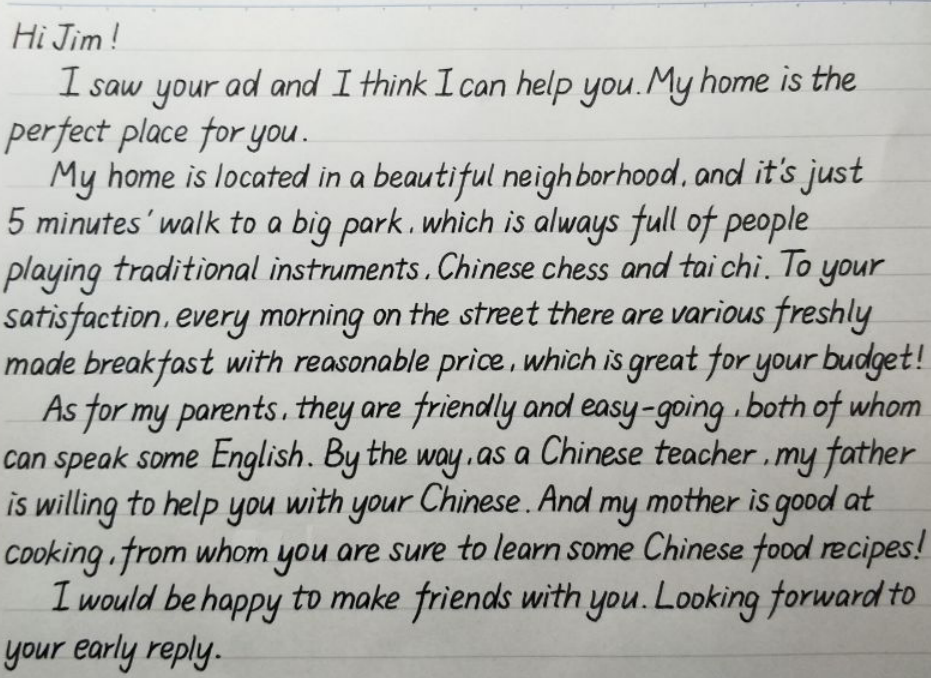 Hi Jim!
I saw your ad and I think I can help you. My home is the
perfect place for you.
My home is located in a beautiful neighborhood, and it's just
5 minutes' walk to a big park, which is always full of people
playing traditional instruments, Chinese chess and tai chi. To your
satisfaction, every morning on the street there are various freshly
made breakfast with reasonable price, which is great for your budget!
As for my parents, they are friendly and easy-going, both of whom
can speak some English. By the way, as a Chinese teacher, my father
is willing to help you with your Chinese. And my mother is good at
cooking, from whom you are sure to learn some Chinese food recipes!
I would be happy to make friends with you. Looking forward to
your early reply.